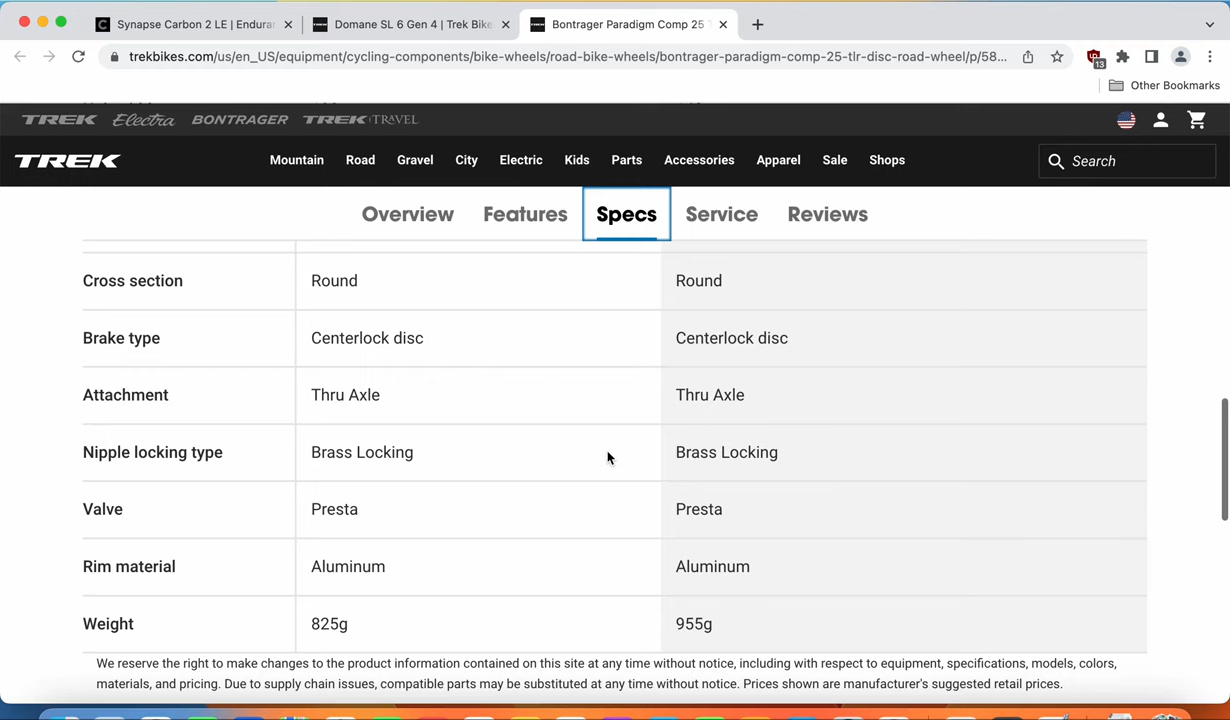 Synapse Carbon 2 LE | Enduran
Domane SL 6 Gen 4 | Trek Bike
Bontrager Paradigm Comp 25 T
trekbikes.com/us/en_US/equipment/cycling-components/bike-wheels/road-bike-wheels/bontrager-paradigm-comp-25-tlr-disc-road-wheel/p/58...
13
Other Bookmarks
TREK Electra BONTRAGER TREK TRAVEL
TREK Mountain Road Gravel City Electric Kids Parts Accessories Apparel Sale Shops Search
Overview Features Specs Service Reviews
Cross section Round Round
Brake type Centerlock disc Centerlock disc
Attachment Thru Axle Thru Axle
Nipple locking type Brass Locking Brass Locking
Valve Presta Presta
Rim material Aluminum Aluminum
Weight 825g 955g
We reserve the right to make changes to the product information contained on this site at any time without notice, including with respect to equipment, specifications, models, colors,
materials, and pricing. Due to supply chain issues, compatible parts may be substituted at any time without notice. Prices shown are manufacturer's suggested retail prices.